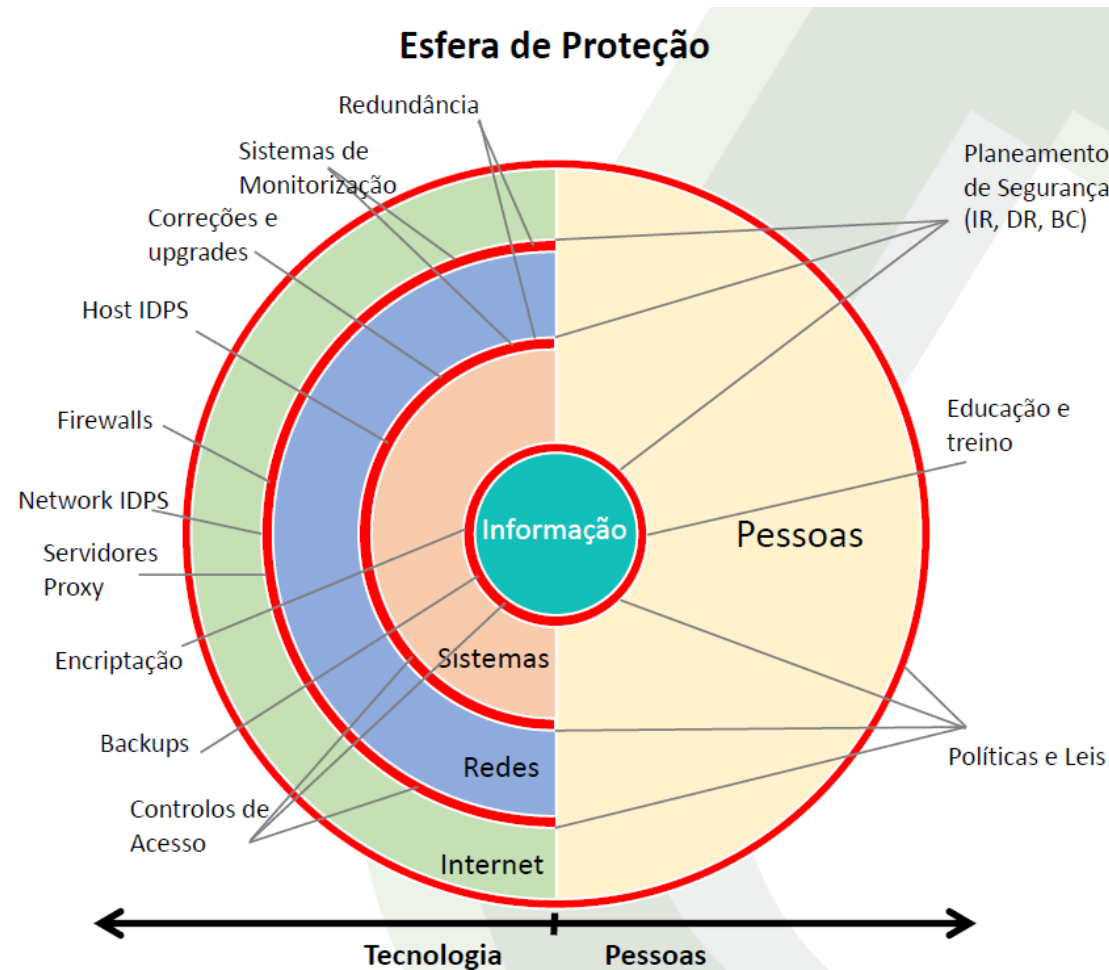 Esfera de Proteção
Redundância
Sistemas de
Monitorização
Correções e
upgrades
Host IDPS
Firewalls
Network IDPS
Servidores
Proxy
Encriptação
Backups
Controlos de
Acesso
Informação
Sistemas
Redes
Internet
Pessoas
Planeamento
de Segurança
(IR, DR, BC)
Educação e
treino
Políticas e Leis
Tecnologia
Pessoas